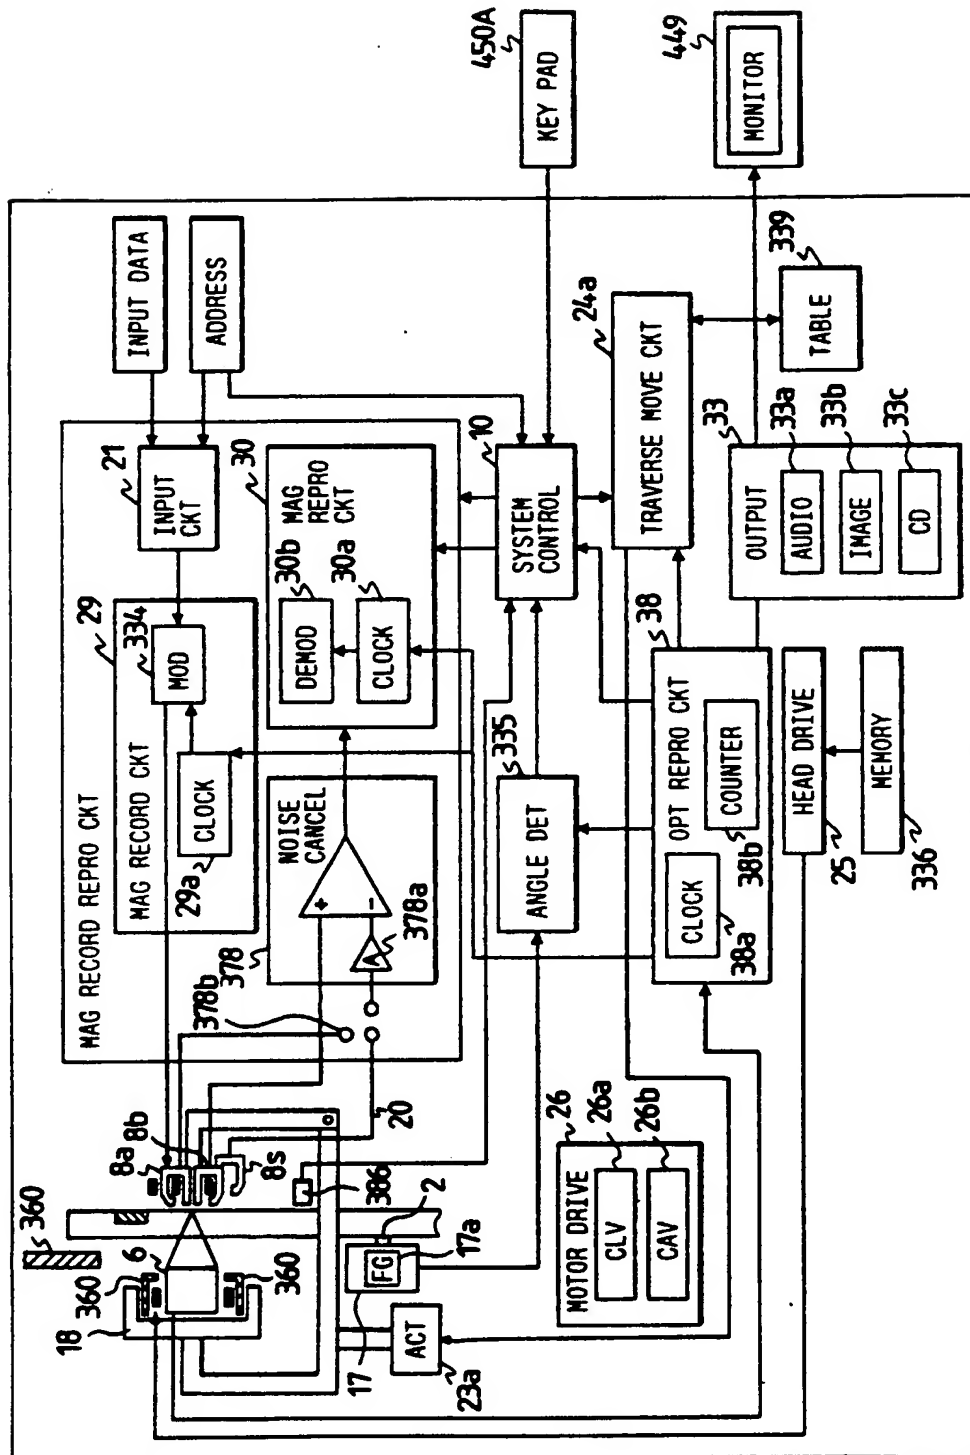 MAG RECORD REPRO CKT
29
334
MAG RECORD CKT
MOD
CLOCK
29a
21
INPUT
CKT
INPUT DATA
ADDRESS
30
MAG
REPRO
CKT
30b
DEMOD
30a
CLOCK
378
NOISE
CANCEL
+
−
A
378a
378b
360
6
360
360
18
8a
8b
8s
20
386
2
17a
FG
17
ACT
23a
335
ANGLE DET
10
SYSTEM
CONTROL
KEY PAD
450A
24a
TRAVERSE MOVE CKT
339
TABLE
449
MONITOR
MOTOR DRIVE
26
26a
CLV
26b
CAV
38
OPT REPRO CKT
CLOCK
38a
COUNTER
38b
33
OUTPUT
33a
AUDIO
33b
IMAGE
33c
CD
HEAD DRIVE
25
MEMORY
336